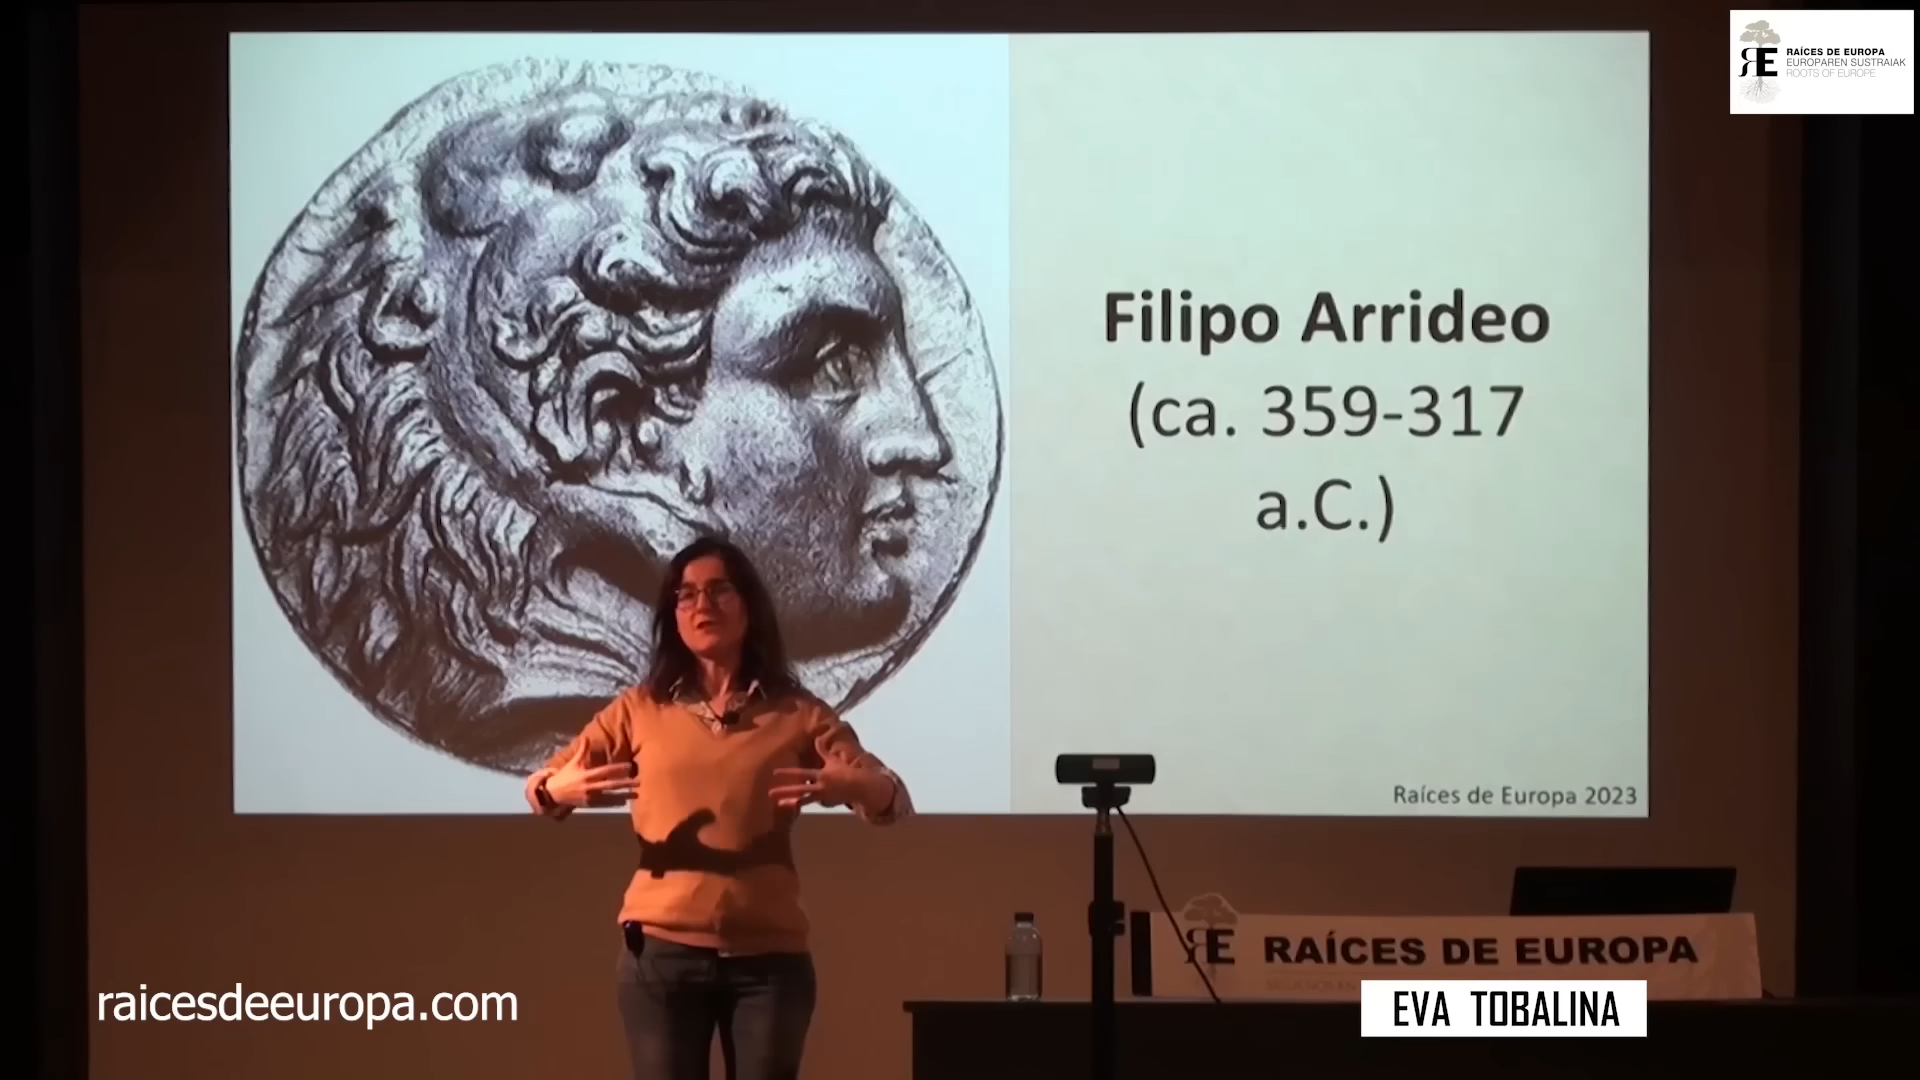 RAÍCES DE EUROPA
EUROPAREN SUSTRAIAK
ROOTS OF EUROPE
Filipo Arrideo
(ca. 359-317
a.C.)
Raíces de Europa 2023
RE RAÍCES DE EUROPA
raicesdeeuropa.com
EVA TOBALINA